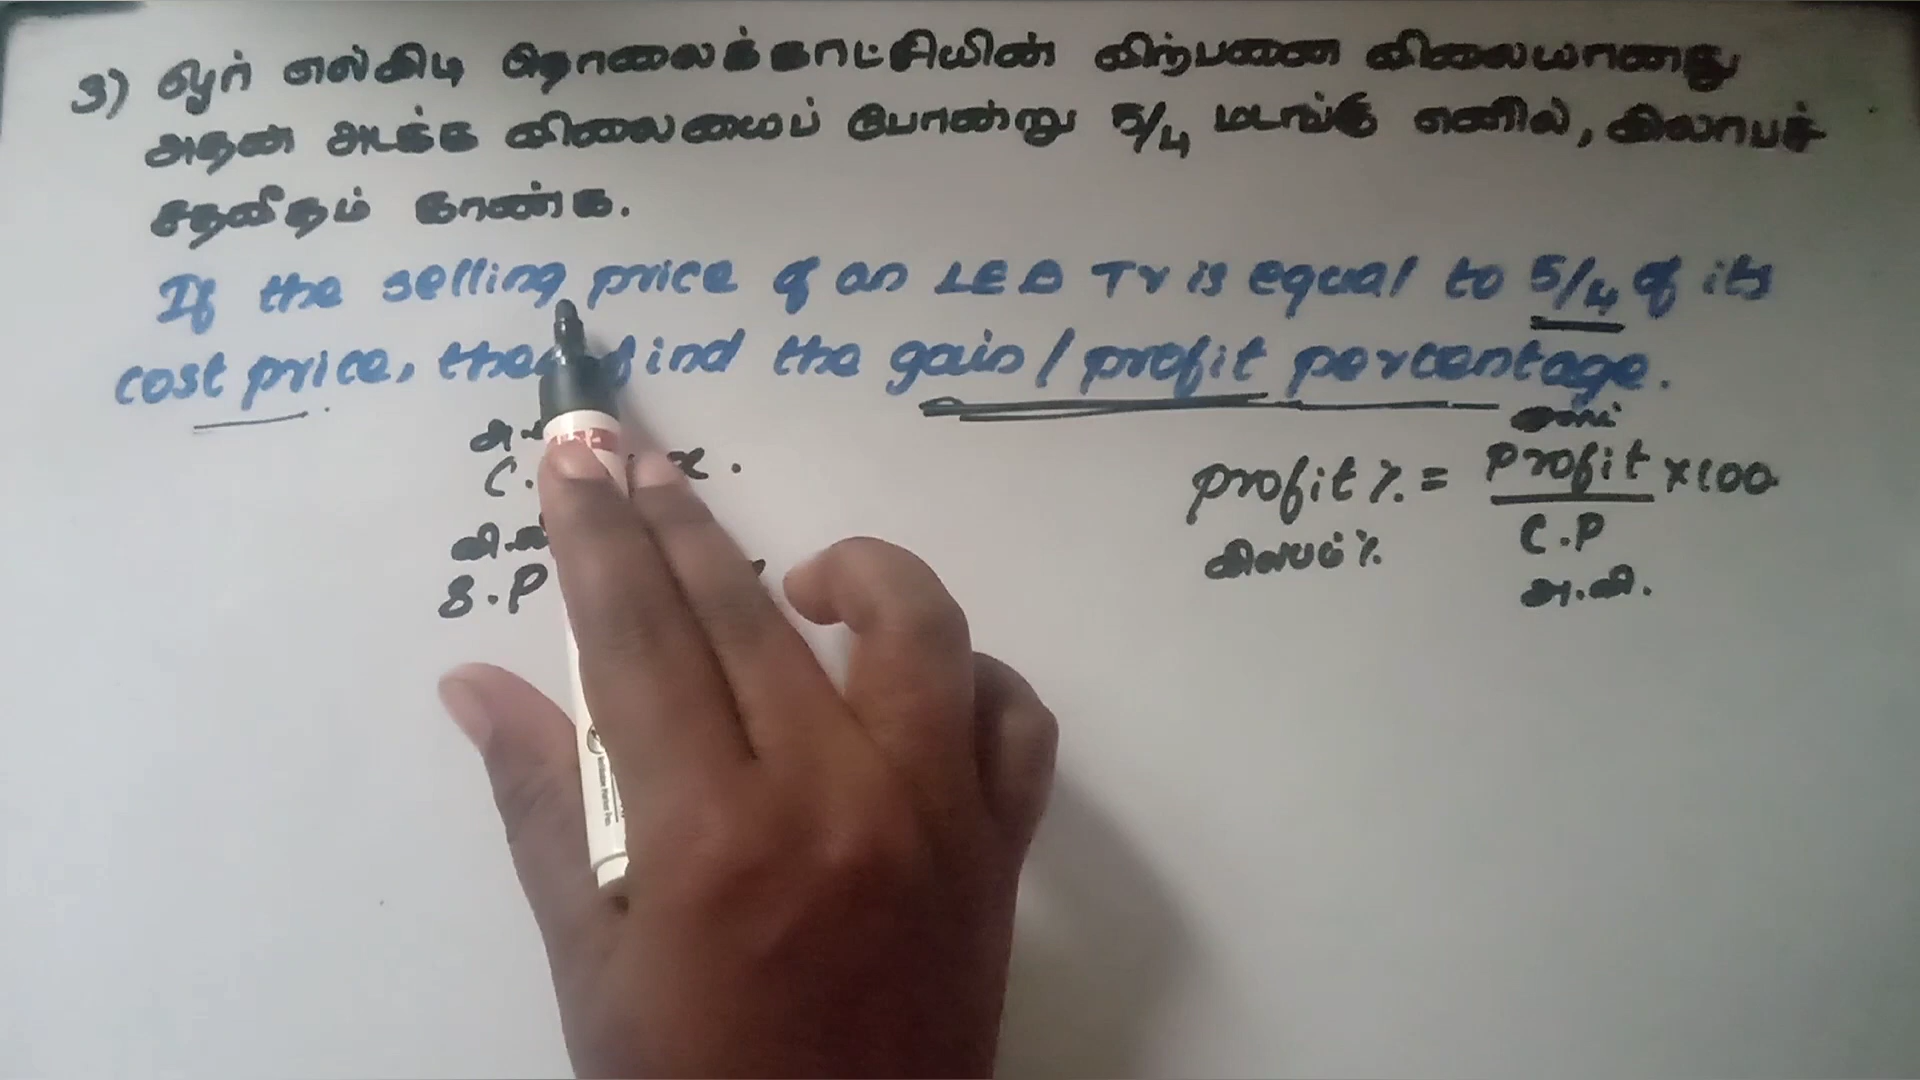 3) ஓர் எல்கிடி தொலைக்காட்சியின் விற்பனை விலையானது
அதன் அடக்க விலையைப் போன்று 5/4 மடங்கு எனில், இலாபச்
சதவீதம் காண்க.
If the selling price of an LED TV is equal to 5/4 of its
cost price, then find the gain / profit percentage.
C. x .
S.P
profit % = Profit x 100
C.P
இலாபம் %
அ.வி.